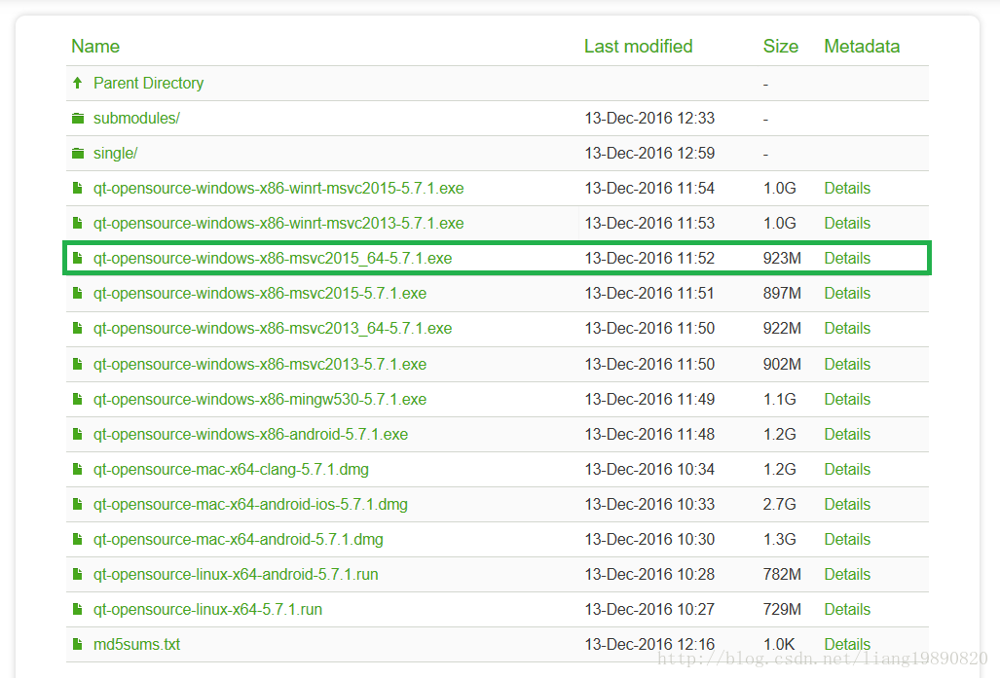 Name Last modified Size Metadata
Parent Directory -
submodules/ 13-Dec-2016 12:33 -
single/ 13-Dec-2016 12:59 -
qt-opensource-windows-x86-winrt-msvc2015-5.7.1.exe 13-Dec-2016 11:54 1.0G Details
qt-opensource-windows-x86-winrt-msvc2013-5.7.1.exe 13-Dec-2016 11:53 1.0G Details
qt-opensource-windows-x86-msvc2015_64-5.7.1.exe 13-Dec-2016 11:52 923M Details
qt-opensource-windows-x86-msvc2015-5.7.1.exe 13-Dec-2016 11:51 897M Details
qt-opensource-windows-x86-msvc2013_64-5.7.1.exe 13-Dec-2016 11:50 922M Details
qt-opensource-windows-x86-msvc2013-5.7.1.exe 13-Dec-2016 11:50 902M Details
qt-opensource-windows-x86-mingw530-5.7.1.exe 13-Dec-2016 11:49 1.1G Details
qt-opensource-windows-x86-android-5.7.1.exe 13-Dec-2016 11:48 1.2G Details
qt-opensource-mac-x64-clang-5.7.1.dmg 13-Dec-2016 10:34 1.2G Details
qt-opensource-mac-x64-android-ios-5.7.1.dmg 13-Dec-2016 10:33 2.7G Details
qt-opensource-mac-x64-android-5.7.1.dmg 13-Dec-2016 10:30 1.3G Details
qt-opensource-linux-x64-android-5.7.1.run 13-Dec-2016 10:28 782M Details
qt-opensource-linux-x64-5.7.1.run 13-Dec-2016 10:27 729M Details
md5sums.txt 13-Dec-2016 12:16 1.0K Details
http://blog.csdn.net/liang19890820